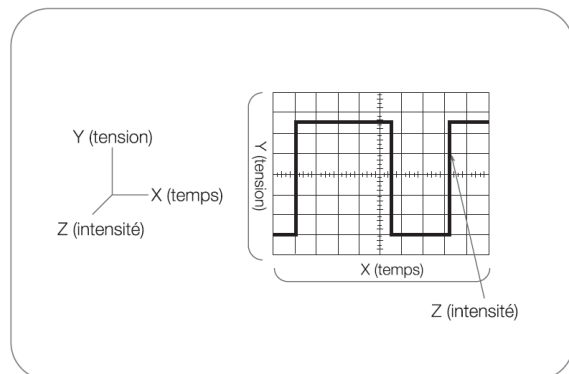 Y (tension)
X (temps)
Z (intensité)
Y (tension)
X (temps)
Z (intensité)